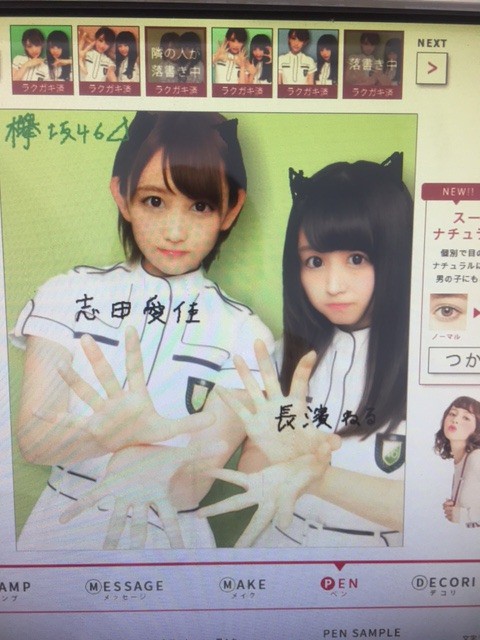 NEXT
>
隣の人が
落書き中
落書き中
ラクガキ済
ラクガキ済
ラクガキ済
ラクガキ済
ラクガキ済
ラクガキ済
欅坂46
志田愛佳
長濱ねる
NEW!!
スー
ナチュラ
個別で目の
ナチュラルに
男の子にも
ノーマル
つか
AMP
ンプ
MESSAGE
メッセージ
MAKE
メイク
PEN
ペン
DECORI
デコリ
PEN SAMPLE